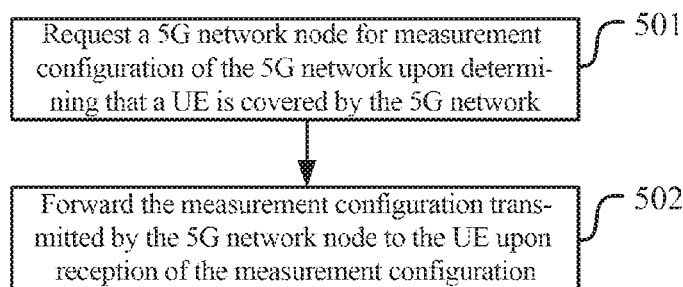 Request a 5G network node for measurement
configuration of the 5G network upon determi-
ning that a UE is covered by the 5G network
501
Forward the measurement configuration trans-
mitted by the 5G network node to the UE upon
reception of the measurement configuration
502